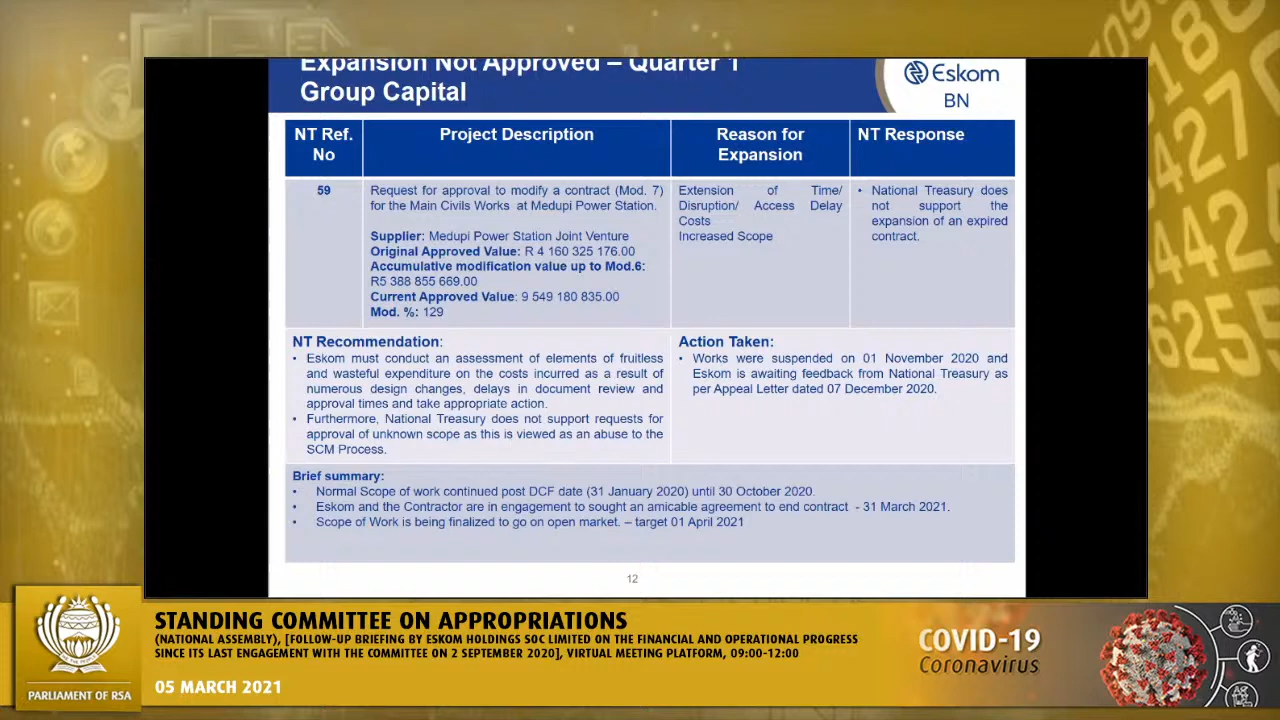 Expansion Not Approved – Quarter 1
Group Capital
Eskom
BN
NT Ref. No
Project Description
Reason for Expansion
NT Response
59
Request for approval to modify a contract (Mod. 7)
for the Main Civils Works at Medupi Power Station.
Supplier: Medupi Power Station Joint Venture
Original Approved Value: R 4 160 325 176.00
Accumulative modification value up to Mod.6:
R5 388 855 669.00
Current Approved Value: 9 549 180 835.00
Mod. %: 129
Extension of Time/
Disruption/ Access Delay
Costs
Increased Scope
• National Treasury does
not support the
expansion of an expired
contract.
NT Recommendation:
• Eskom must conduct an assessment of elements of fruitless
and wasteful expenditure on the costs incurred as a result of
numerous design changes, delays in document review and
approval times and take appropriate action.
• Furthermore, National Treasury does not support requests for
approval of unknown scope as this is viewed as an abuse to the
SCM Process.
Action Taken:
• Works were suspended on 01 November 2020 and
Eskom is awaiting feedback from National Treasury as
per Appeal Letter dated 07 December 2020.
Brief summary:
• Normal Scope of work continued post DCF date (31 January 2020) until 30 October 2020.
• Eskom and the Contractor are in engagement to sought an amicable agreement to end contract - 31 March 2021.
• Scope of Work is being finalized to go on open market. – target 01 April 2021
12
STANDING COMMITTEE ON APPROPRIATIONS
(NATIONAL ASSEMBLY), [FOLLOW-UP BRIEFING BY ESKOM HOLDINGS SOC LIMITED ON THE FINANCIAL AND OPERATIONAL PROGRESS
SINCE ITS LAST ENGAGEMENT WITH THE COMMITTEE ON 2 SEPTEMBER 2020], VIRTUAL MEETING PLATFORM, 09:00-12:00
05 MARCH 2021
PARLIAMENT OF RSA
COVID-19
Coronavirus